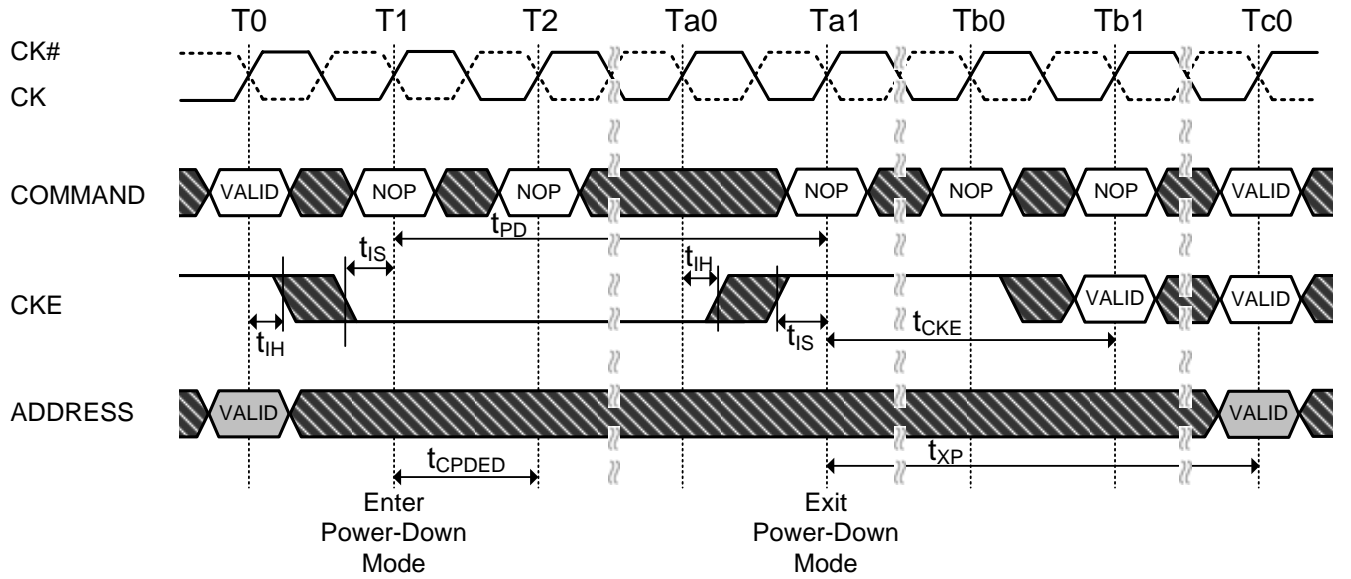 T0 T1 T2 Ta0 Ta1 Tb0 Tb1 Tc0
CK#
CK
COMMAND VALID NOP NOP NOP NOP NOP VALID
tPD
tIS tIH
CKE VALID VALID
tIH tIS tCKE
ADDRESS VALID VALID
tCPDED tXP
Enter
Power-Down
Mode
Exit
Power-Down
Mode